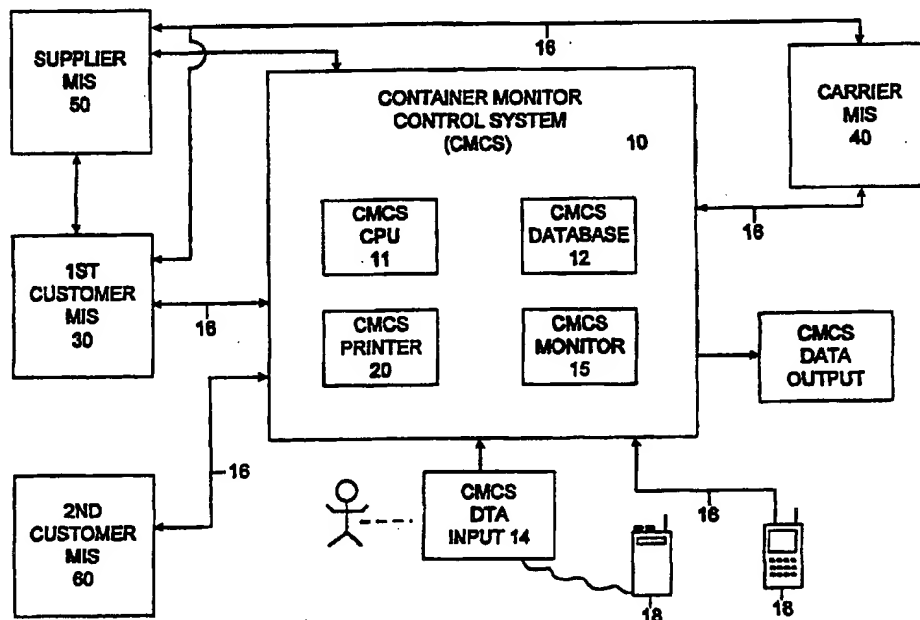 SUPPLIER
MIS
50
16
CARRIER
MIS
40
CONTAINER MONITOR
CONTROL SYSTEM
(CMCS)
10
CMCS
CPU
11
CMCS
DATABASE
12
16
1ST
CUSTOMER
MIS
30
16
CMCS
PRINTER
20
CMCS
MONITOR
15
CMCS
DATA
OUTPUT
2ND
CUSTOMER
MIS
60
16
CMCS
DTA
INPUT 14
16
18
18